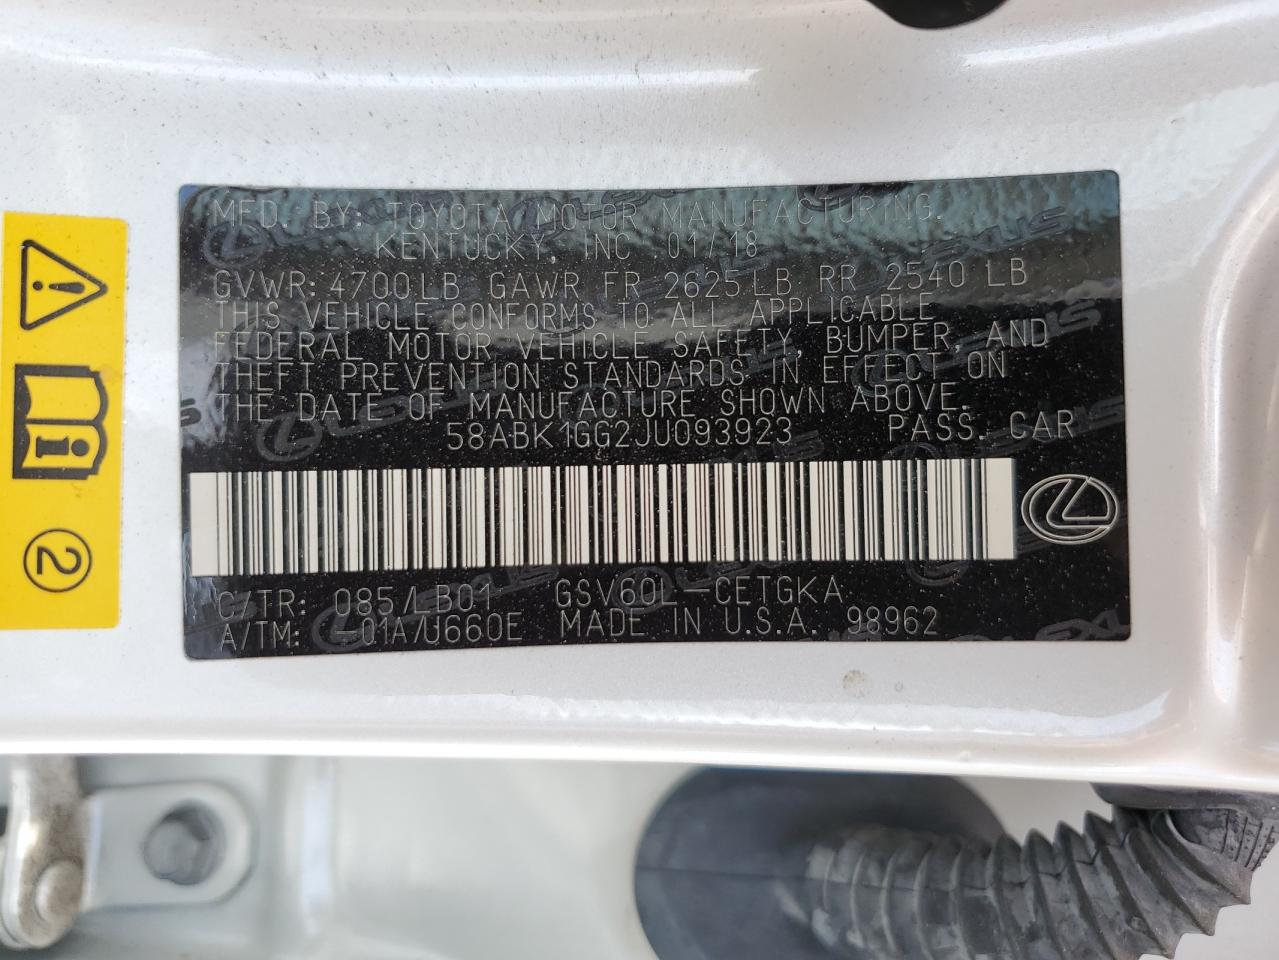 MFD. BY: TOYOTA MOTOR MANUFACTURING.
KENTUCKY, INC 01/18
GVWR: 4700LB GAWR FR 2625LB RR 2540 LB
THIS VEHICLE CONFORMS TO ALL APPLICABLE
FEDERAL MOTOR VEHICLE SAFETY, BUMPER, AND
THEFT PREVENTION STANDARDS IN EFFECT ON
THE DATE OF MANUFACTURE SHOWN ABOVE.
58ABK1GG2JU093923 PASS. CAR
C/TR: 085/LB01 GSV60L-CETGKA
A/TM: -01A/U660E MADE IN U.S.A. 98962
2